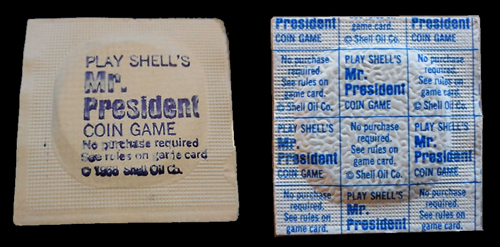 PLAY SHELL'S
Mr.
President
COIN GAME
No purchase required
See rules on game card
© 1968 Shell Oil Co.
President
COIN GAME
See rules on
game card.
© Shell Oil Co.
President
COIN GAME
No purchase
required.
See rules on
game card.
© Shell Oil Co.
PLAY SHELL'S
Mr.
President
COIN GAME
No purchase
required.
See rules on
game card.
© Shell Oil Co.
PLAY SHELL'S
Mr.
President
COIN GAME
No purchase
required.
See rules on
game card.
© Shell Oil Co.
PLAY SHELL'S
Mr.
President
COIN GAME
No purchase
required.
See rules on
game card.
PLAY SHELL'S
Mr.
President
No purchase
required.
See rules on
game card.